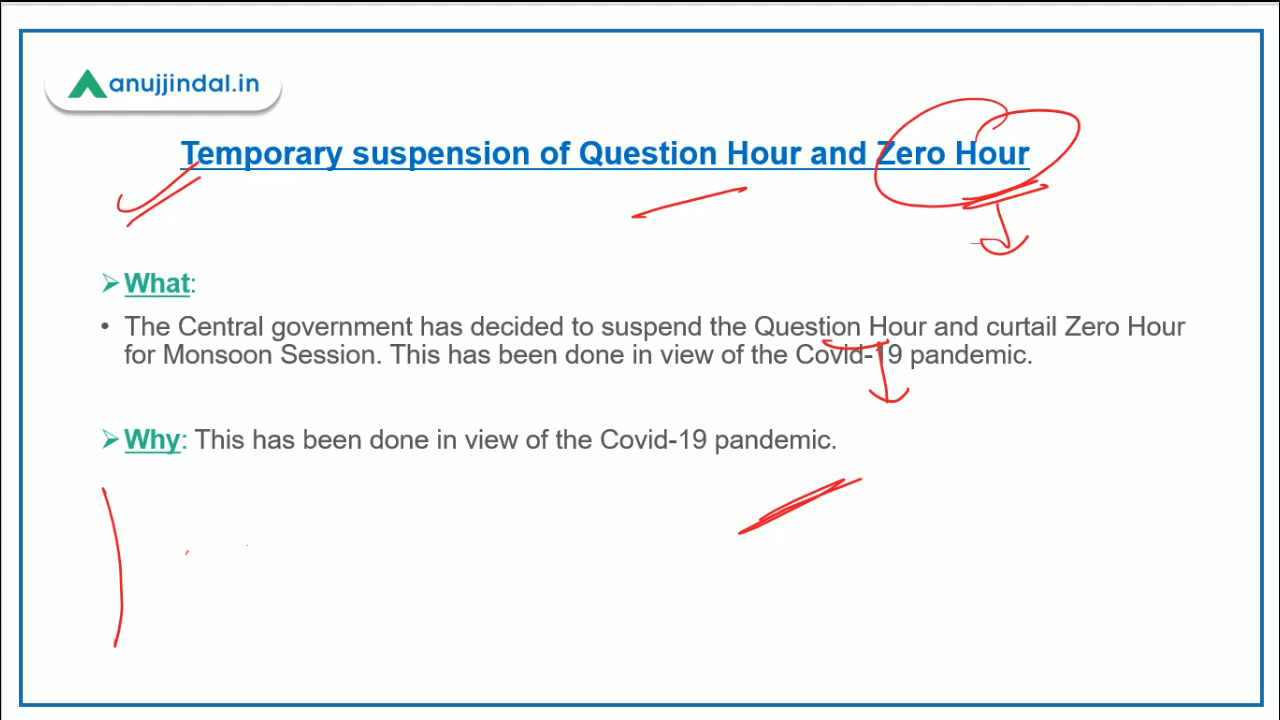 anujjindal.in
Temporary suspension of Question Hour and Zero Hour
What:
• The Central government has decided to suspend the Question Hour and curtail Zero Hour
for Monsoon Session. This has been done in view of the Covid-19 pandemic.
Why: This has been done in view of the Covid-19 pandemic.